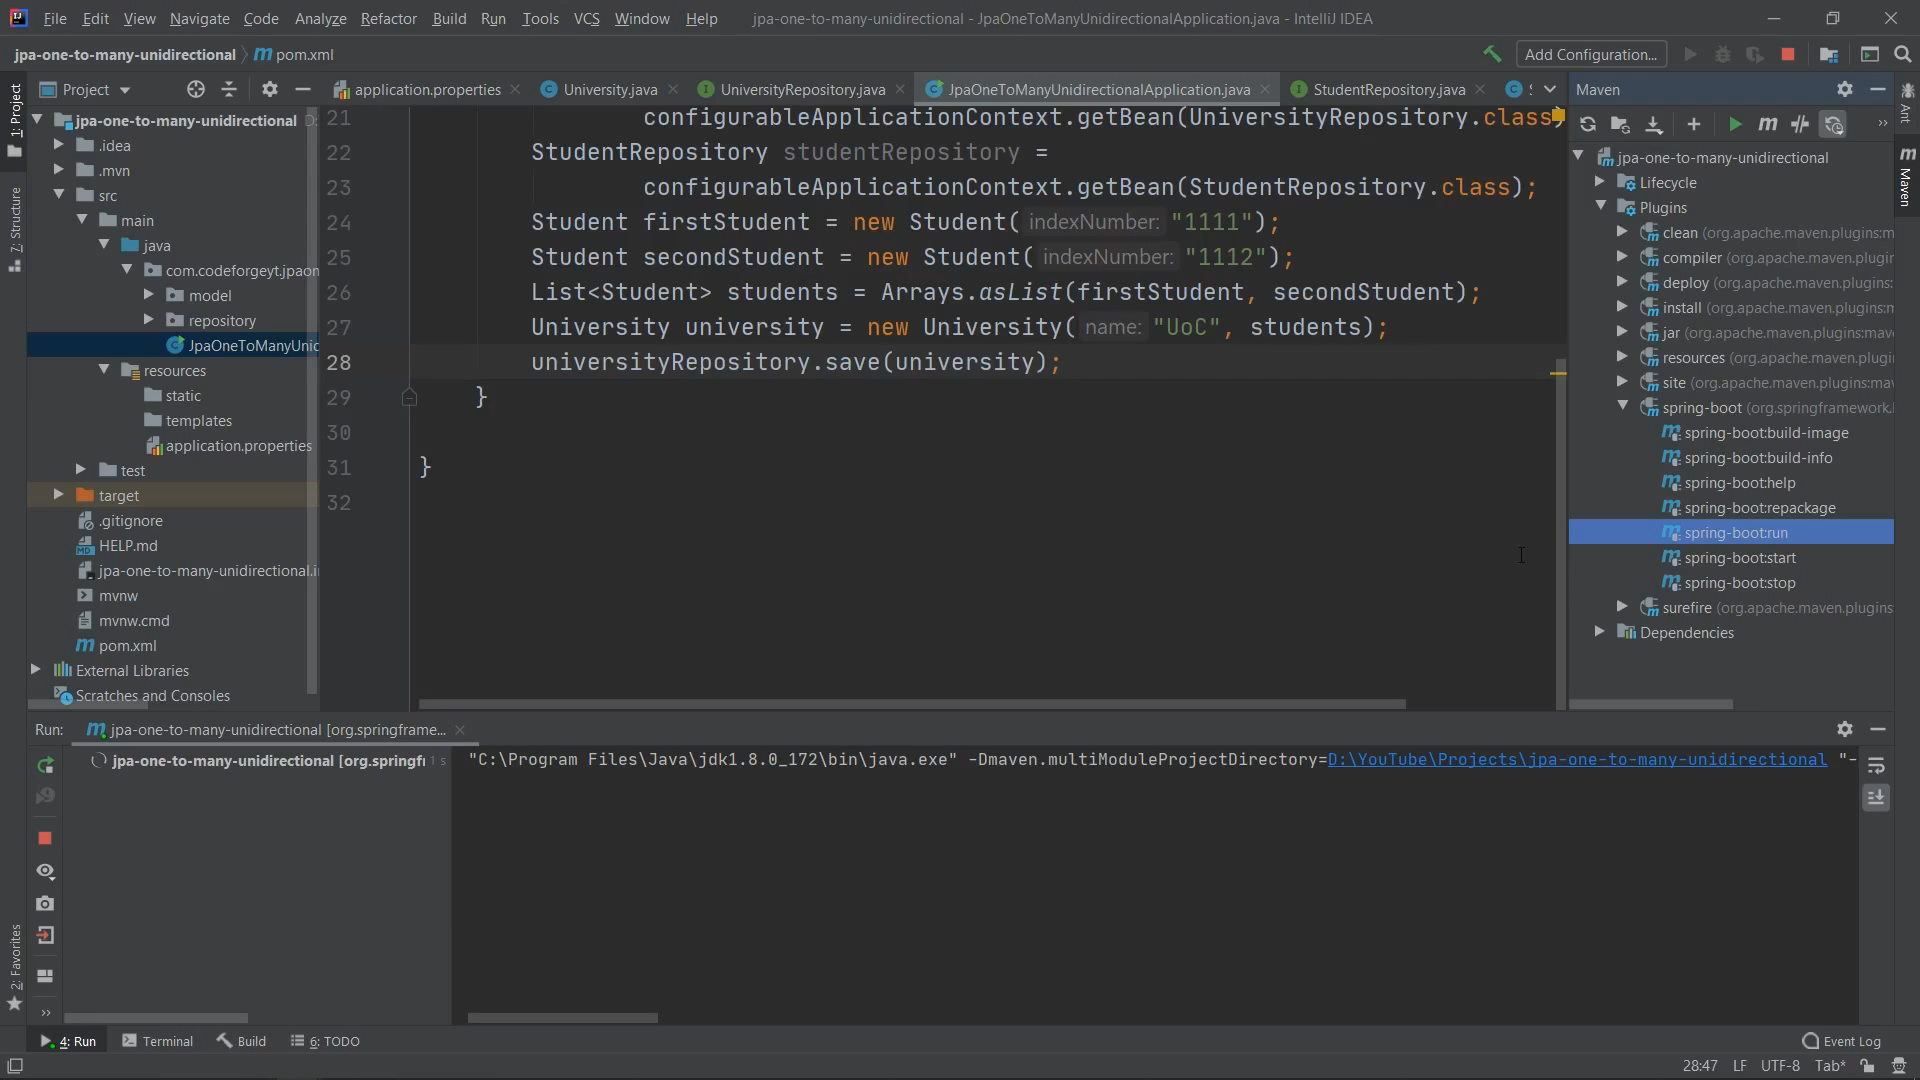 File Edit View Navigate Code Analyze Refactor Build Run Tools VCS Window Help jpa-one-to-many-unidirectional - JpaOneToManyUnidirectionalApplication.java - IntelliJ IDEA
jpa-one-to-many-unidirectional pom.xml Add Configuration...
1: Project
7: Structure
2: Favorites
Project
jpa-one-to-many-unidirectional
.idea
.mvn
src
main
java
com.codeforgeyt.jpaon
model
repository
JpaOneToManyUnid
resources
static
templates
application.properties
test
target
.gitignore
HELP.md
jpa-one-to-many-unidirectional.i
mvnw
mvnw.cmd
pom.xml
External Libraries
Scratches and Consoles
application.properties University.java UniversityRepository.java JpaOneToManyUnidirectionalApplication.java StudentRepository.java
21 configurableApplicationContext.getBean(UniversityRepository.class)
22 StudentRepository studentRepository =
23 configurableApplicationContext.getBean(StudentRepository.class);
24 Student firstStudent = new Student( indexNumber: "1111");
25 Student secondStudent = new Student( indexNumber: "1112");
26 List<Student> students = Arrays.asList(firstStudent, secondStudent);
27 University university = new University( name: "UoC", students);
28 universityRepository.save(university);
29 }
30
31 }
32
Maven
jpa-one-to-many-unidirectional
Lifecycle
Plugins
clean (org.apache.maven.plugins:m
compiler (org.apache.maven.plugir
deploy (org.apache.maven.plugins:
install (org.apache.maven.plugins:m
jar (org.apache.maven.plugins:mav
resources (org.apache.maven.plugi
site (org.apache.maven.plugins:mav
spring-boot (org.springframework.
spring-boot:build-image
spring-boot:build-info
spring-boot:help
spring-boot:repackage
spring-boot:run
spring-boot:start
spring-boot:stop
surefire (org.apache.maven.plugins
Dependencies
Ant
Maven
Run: jpa-one-to-many-unidirectional [org.springframe...
jpa-one-to-many-unidirectional [org.springf 1 s
"C:\Program Files\Java\jdk1.8.0_172\bin\java.exe" -Dmaven.multiModuleProjectDirectory=D:\YouTube\Projects\jpa-one-to-many-unidirectional "-
4: Run Terminal Build 6: TODO Event Log
28:47 LF UTF-8 Tab*